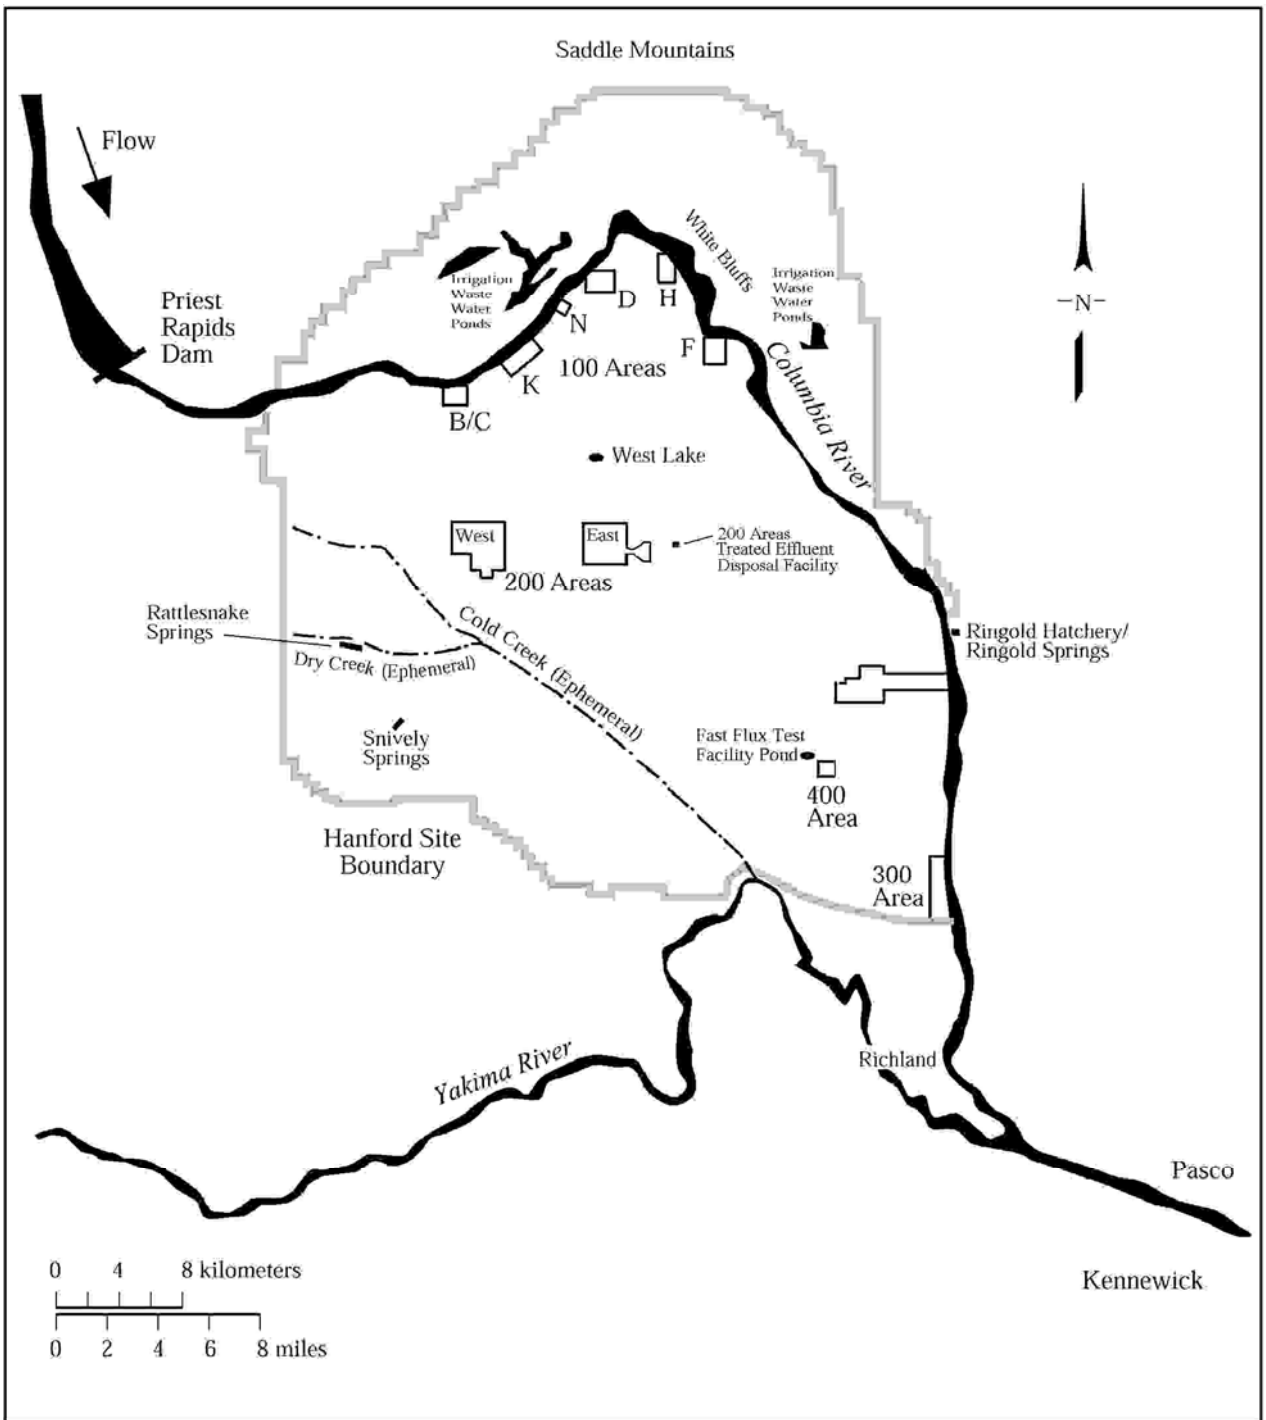 Saddle Mountains
Flow
White Bluffs
Priest
Rapids
Dam
Irrigation
Waste
Water
Ponds
Irrigation
Waste
Water
Ponds
-N-
D
H
N
F
K
100 Areas
B/C
Columbia River
West Lake
West
East
200 Areas
200 Areas
Treated Effluent
Disposal Facility
Rattlesnake
Springs
Cold Creek (Ephemeral)
Dry Creek (Ephemeral)
Ringold Hatchery/
Ringold Springs
Snively
Springs
Fast Flux Test
Facility Pond
400
Area
Hanford Site
Boundary
300
Area
Yakima River
Richland
Pasco
Kennewick
0 4 8 kilometers
0 2 4 6 8 miles